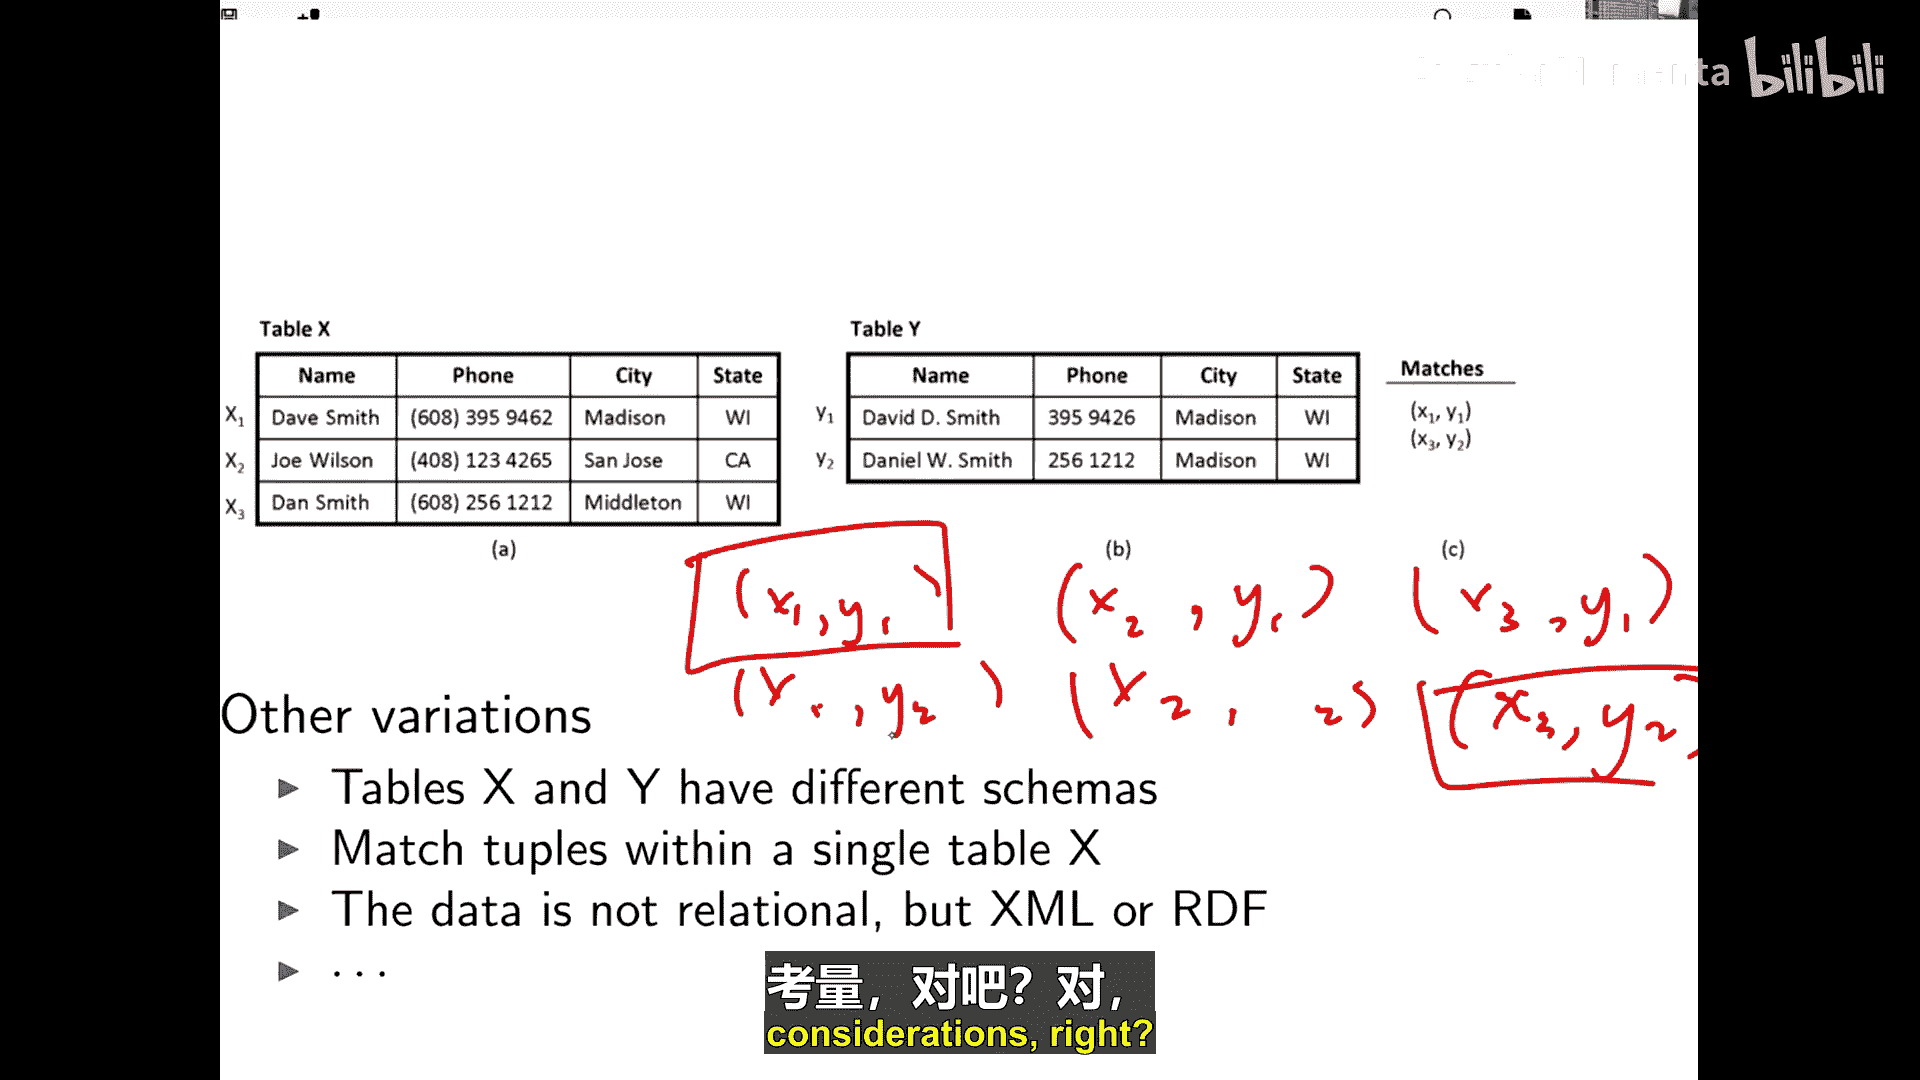 bilibili
Table X
Name Phone City State
X1 Dave Smith (608) 395 9462 Madison WI
X2 Joe Wilson (408) 123 4265 San Jose CA
X3 Dan Smith (608) 256 1212 Middleton WI
(a)
Table Y
Name Phone City State
y1 David D. Smith 395 9426 Madison WI
y2 Daniel W. Smith 256 1212 Madison WI
(b)
Matches
(x1, y1)
(x3, y2)
(c)
(x1, y1) (x2, y1) (x3, y1)
(x1, y2) (x2, 2) (x3, y2)
Other variations
Tables X and Y have different schemas
Match tuples within a single table X
The data is not relational, but XML or RDF
...
考量，对吧？对，
considerations, right?